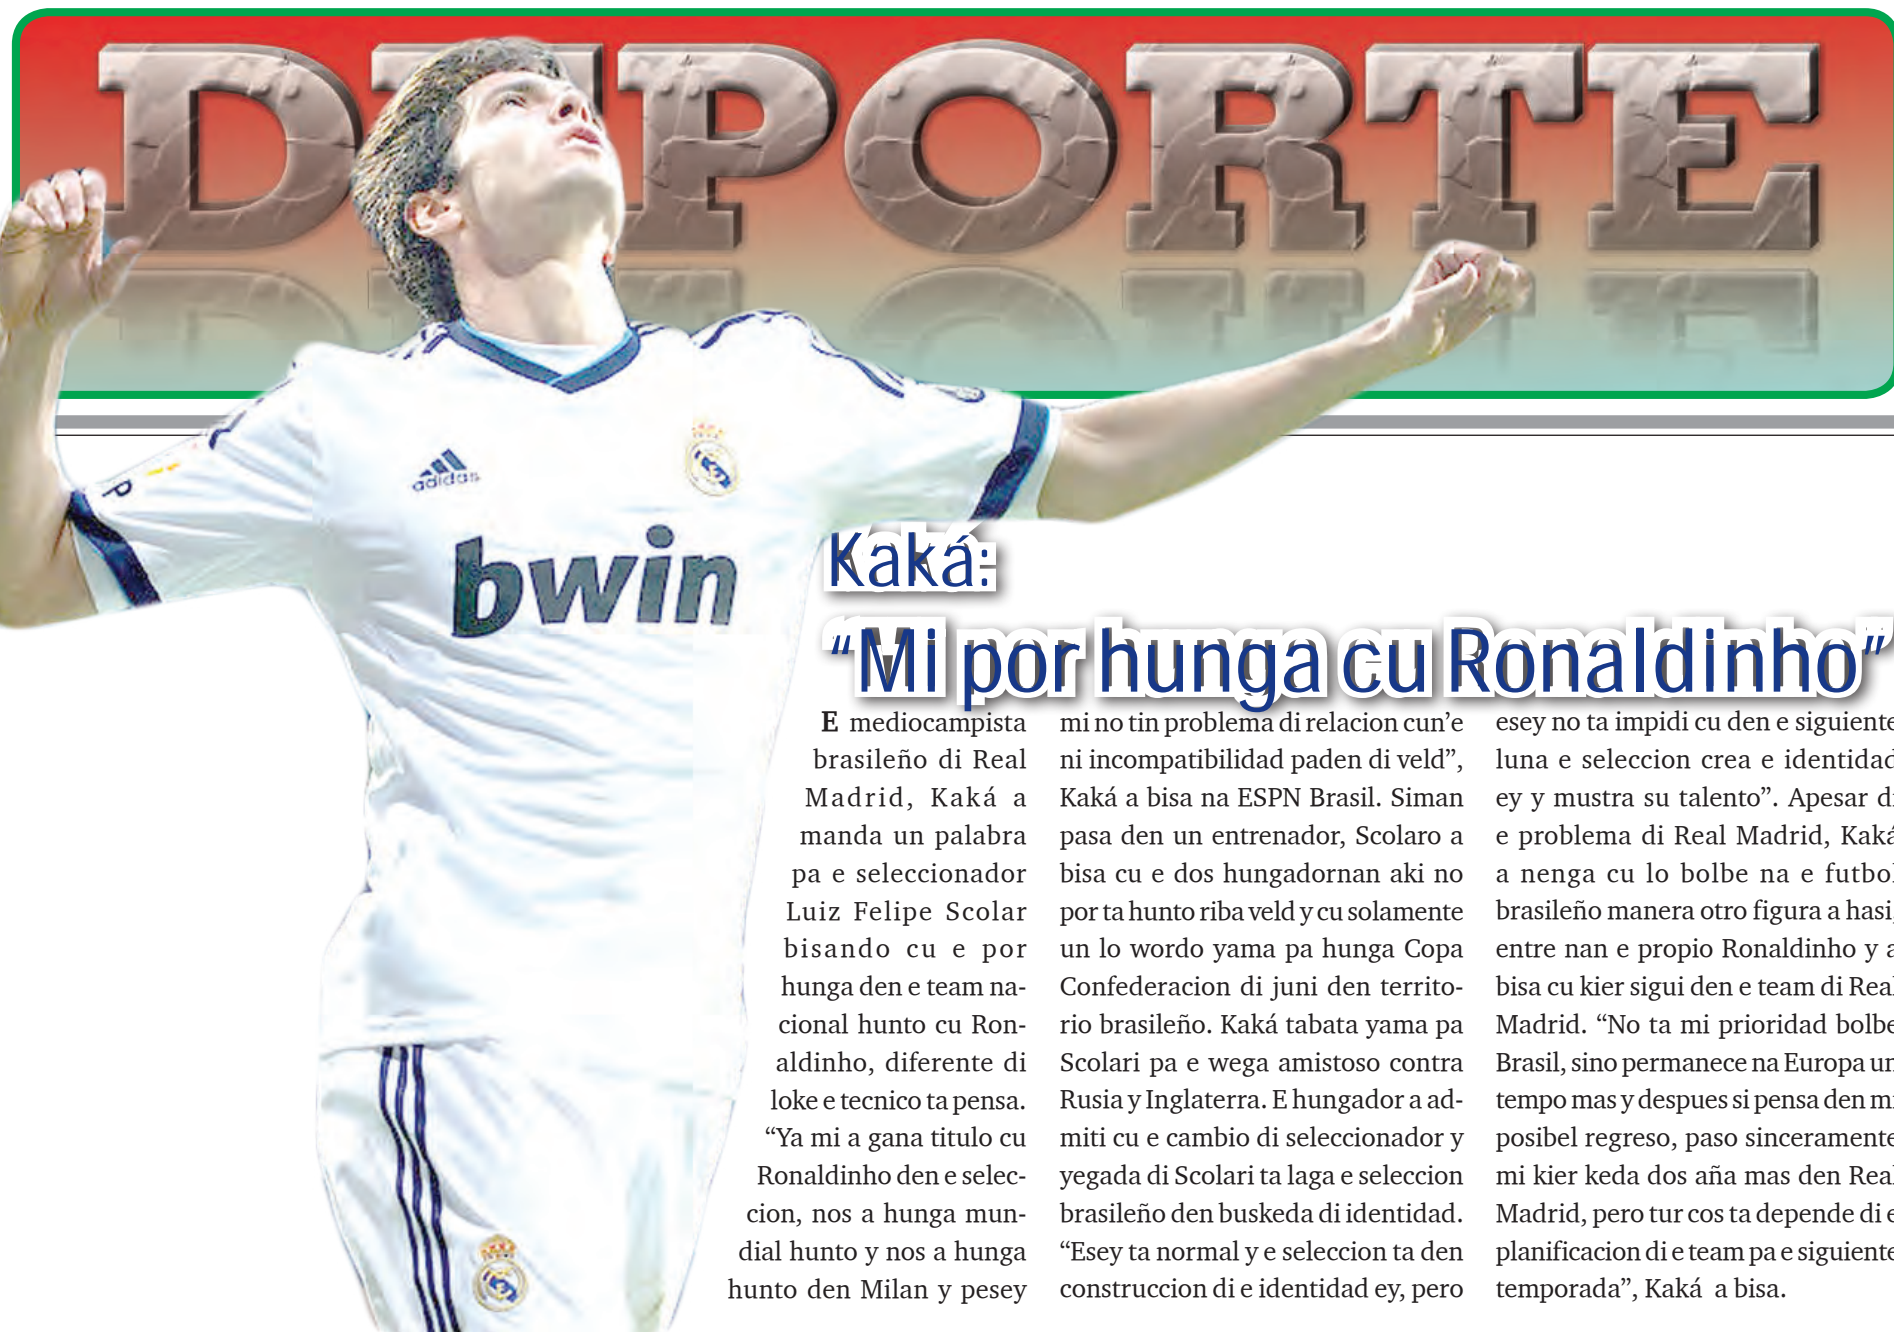 DEPORTE
adidas
bwin
Kaká:
"Mi por hunga cu Ronaldinho"
E mediocampista
brasileño di Real
Madrid, Kaká a
manda un palabra
pa e seleccionador
Luiz Felipe Scolar
bisando cu e por
hunga den e team na-
cional hunto cu Ron-
aldinho, diferente di
loke e tecnico ta pensa.
“Ya mi a gana titulo cu
Ronaldinho den e selec-
cion, nos a hunga mun-
dial hunto y nos a hunga
hunto den Milan y pesey
mi no tin problema di relacion cun’e
ni incompatibilidad paden di veld”,
Kaká a bisa na ESPN Brasil. Siman
pasa den un entrenador, Scolaro a
bisa cu e dos hungadornan aki no
por ta hunto riba veld y cu solamente
un lo wordo yama pa hunga Copa
Confederacion di juni den territo-
rio brasileño. Kaká tabata yama pa
Scolari pa e wega amistoso contra
Rusia y Inglaterra. E hungador a ad-
miti cu e cambio di seleccionador y
yegada di Scolari ta laga e seleccion
brasileño den buskeda di identidad.
“Esey ta normal y e seleccion ta den
construccion di e identidad ey, pero
esey no ta impidi cu den e siguiente
luna e seleccion crea e identidad
ey y mustra su talento”. Apesar di
e problema di Real Madrid, Kaká
a nenga cu lo bolbe na e futbol
brasileño manera otro figura a hasi,
entre nan e propio Ronaldinho y a
bisa cu kier sigui den e team di Real
Madrid. “No ta mi prioridad bolbe
Brasil, sino permanece na Europa un
tempo mas y despues si pensa den mi
posibel regreso, paso sinceramente
mi kier keda dos aña mas den Real
Madrid, pero tur cos ta depende di e
planificacion di e team pa e siguiente
temporada”, Kaká a bisa.